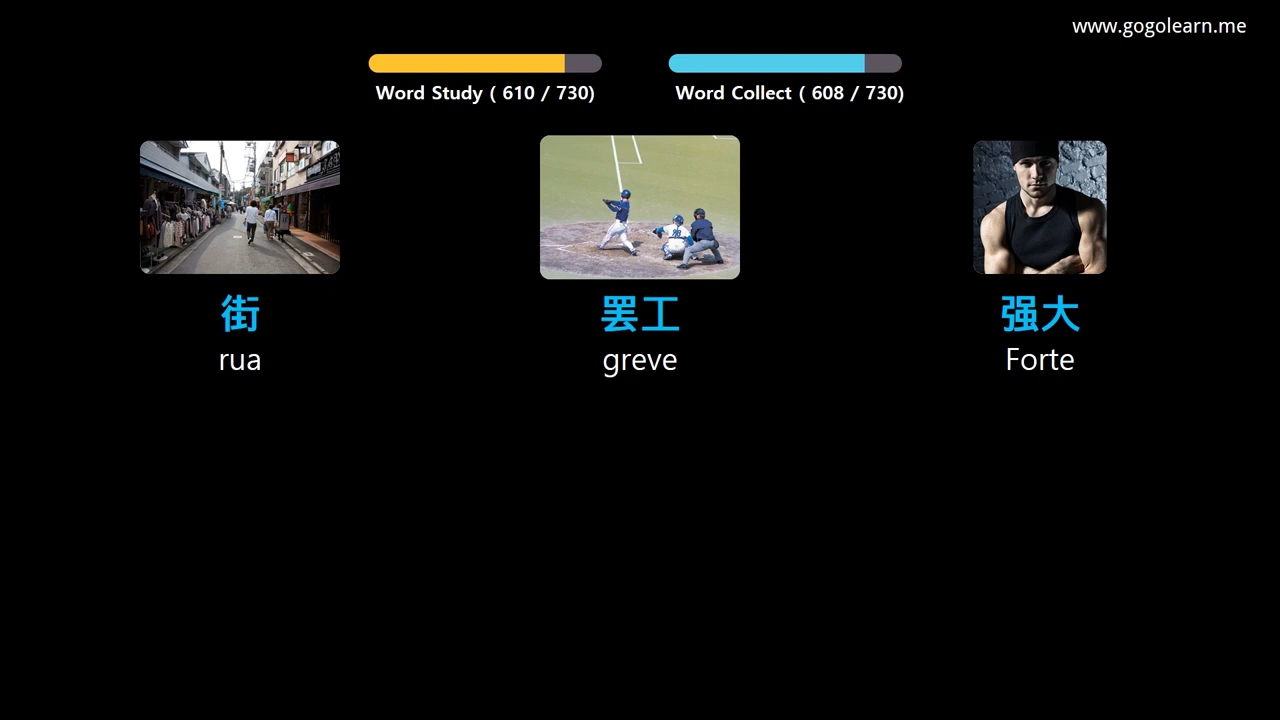 www.gogolearn.me
Word Study ( 610 / 730)
Word Collect ( 608 / 730)
街
罢工
强大
rua
greve
Forte